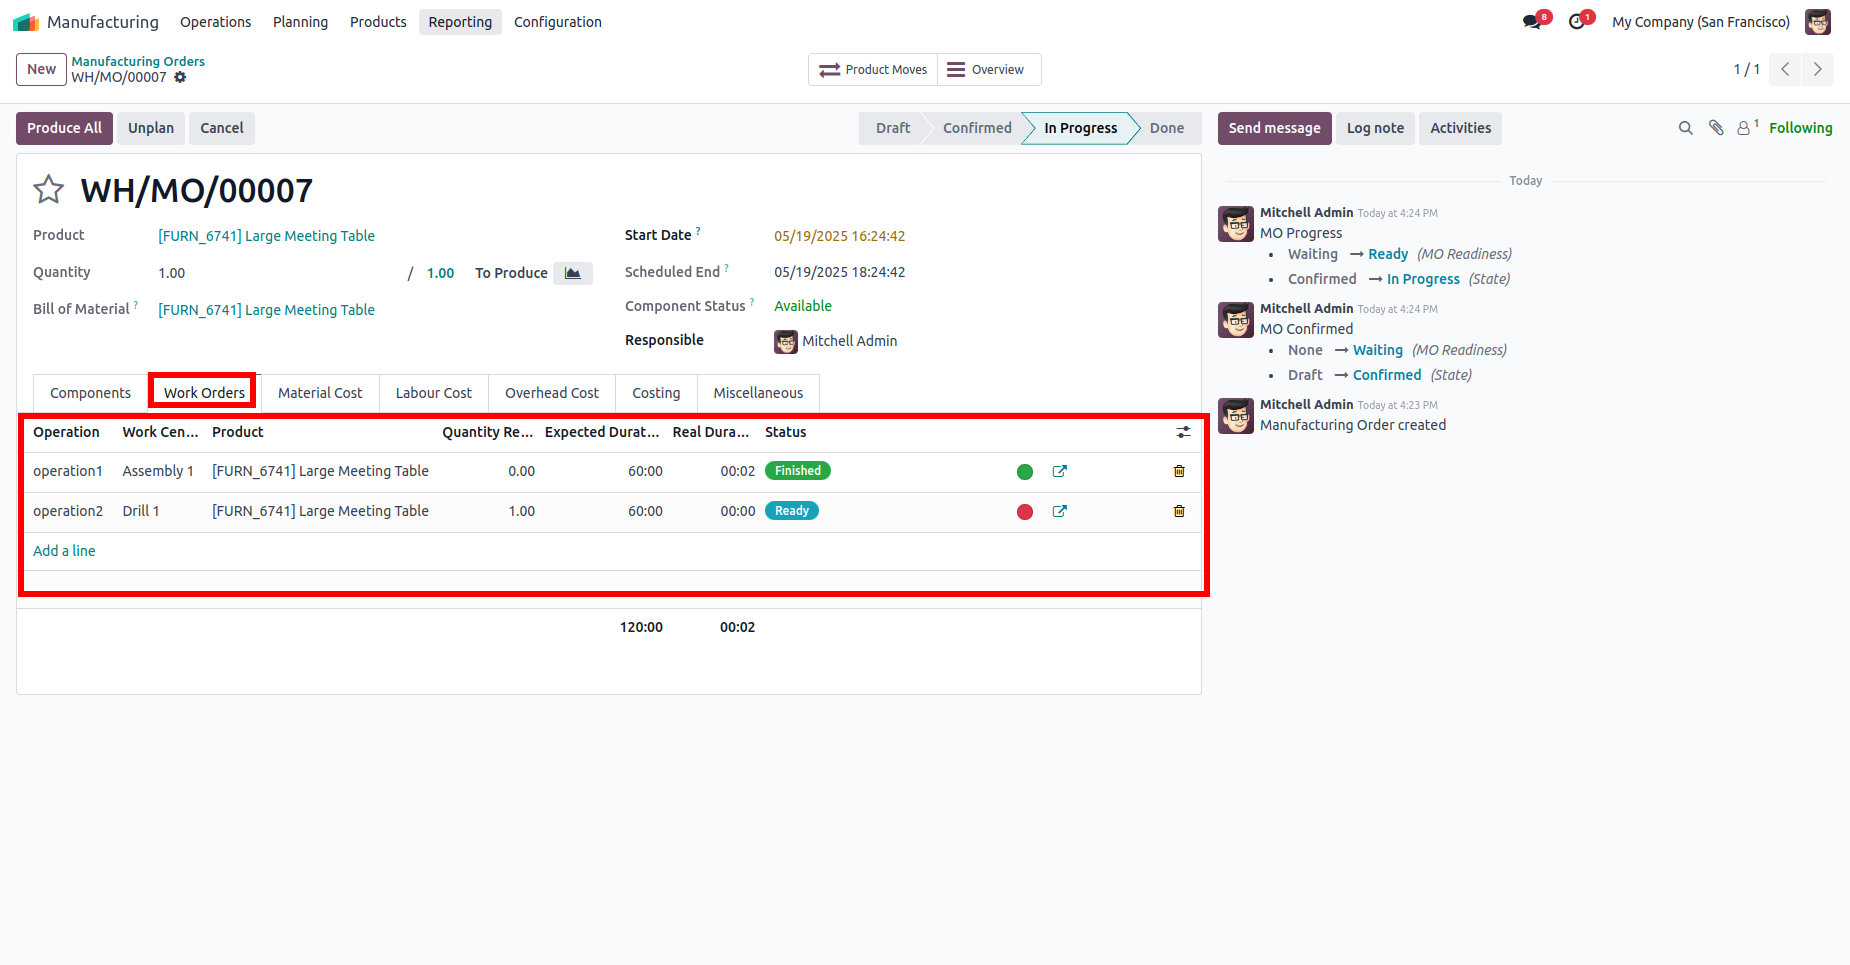 Manufacturing Operations Planning Products Reporting Configuration 8 1 My Company (San Francisco)
New Manufacturing Orders
WH/MO/00007
Product Moves Overview 1 / 1
Produce All Unplan Cancel Draft Confirmed In Progress Done
WH/MO/00007
Product [FURN_6741] Large Meeting Table Start Date ? 05/19/2025 16:24:42
Quantity 1.00 / 1.00 To Produce Scheduled End ? 05/19/2025 18:24:42
Bill of Material ? [FURN_6741] Large Meeting Table Component Status ? Available
Responsible Mitchell Admin
Components Work Orders Material Cost Labour Cost Overhead Cost Costing Miscellaneous
Operation Work Cen... Product Quantity Re... Expected Durat... Real Dura... Status
operation1 Assembly 1 [FURN_6741] Large Meeting Table 0.00 60:00 00:02 Finished
operation2 Drill 1 [FURN_6741] Large Meeting Table 1.00 60:00 00:00 Ready
Add a line
120:00 00:02
Send message Log note Activities 1 Following
Today
Mitchell Admin Today at 4:24 PM
MO Progress
• Waiting → Ready (MO Readiness)
• Confirmed → In Progress (State)
Mitchell Admin Today at 4:24 PM
MO Confirmed
• None → Waiting (MO Readiness)
• Draft → Confirmed (State)
Mitchell Admin Today at 4:23 PM
Manufacturing Order created